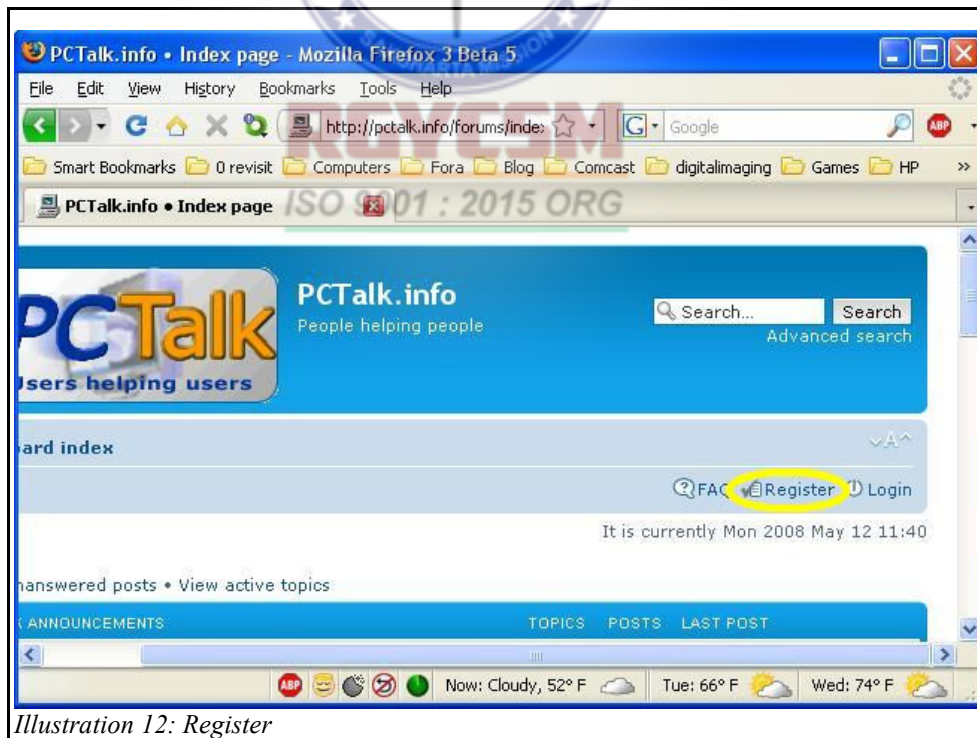 PCTalk.info • Index page - Mozilla Firefox 3 Beta 5
SAKSHARTA MISSION
File Edit View History Bookmarks Tools Help
RGYCSM
http://pctalk.info/forums/inde: G Google ABP
Smart Bookmarks 0 revisit Computers Fora Blog Comcast digitalimaging Games HP »
PCTalk.info • Index page
ISO 9001 : 2015 ORG
PCTalk
Users helping users
PCTalk.info
People helping people
Search... Search
Advanced search
ard index
A
FAQ Register Login
It is currently Mon 2008 May 12 11:40
nanswered posts • View active topics
ANNOUNCEMENTS TOPICS POSTS LAST POST
ABP Now: Cloudy, 52° F Tue: 66° F Wed: 74° F
Illustration 12: Register